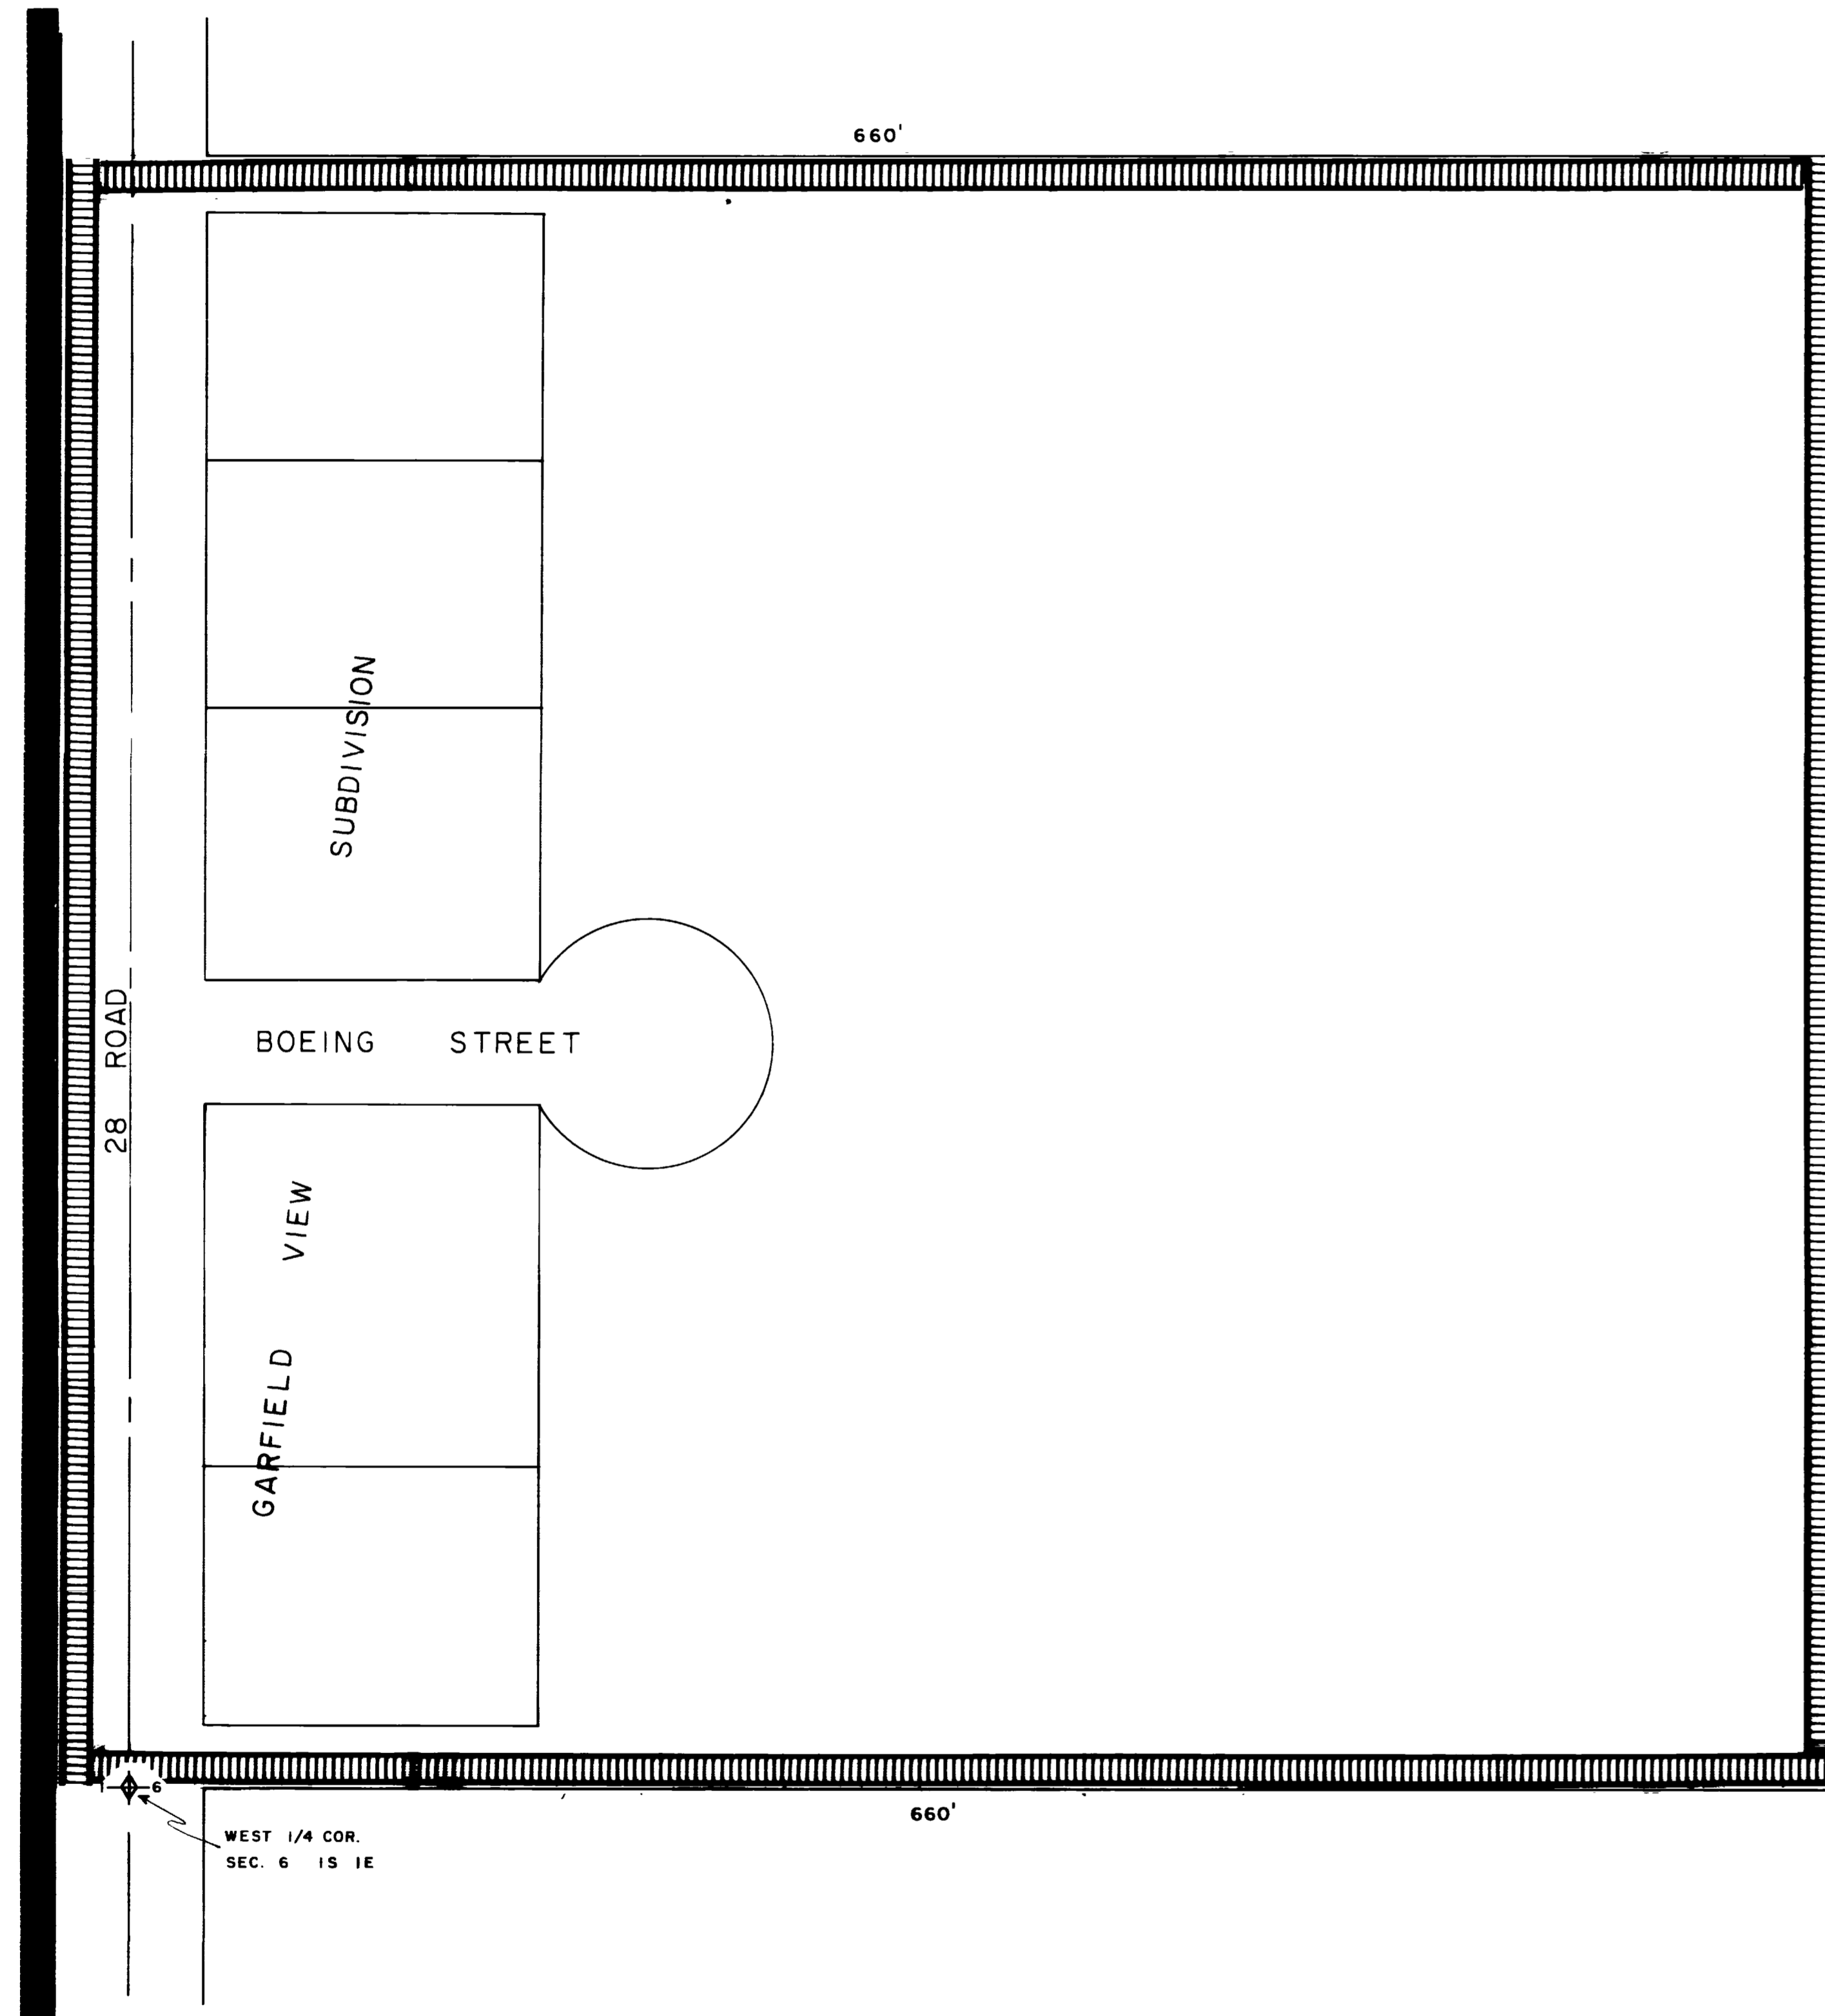 660'
SUBDIVISION
28 ROAD
BOEING STREET
GARFIELD VIEW
6
660'
WEST 1/4 COR.
SEC. 6 1S 1E